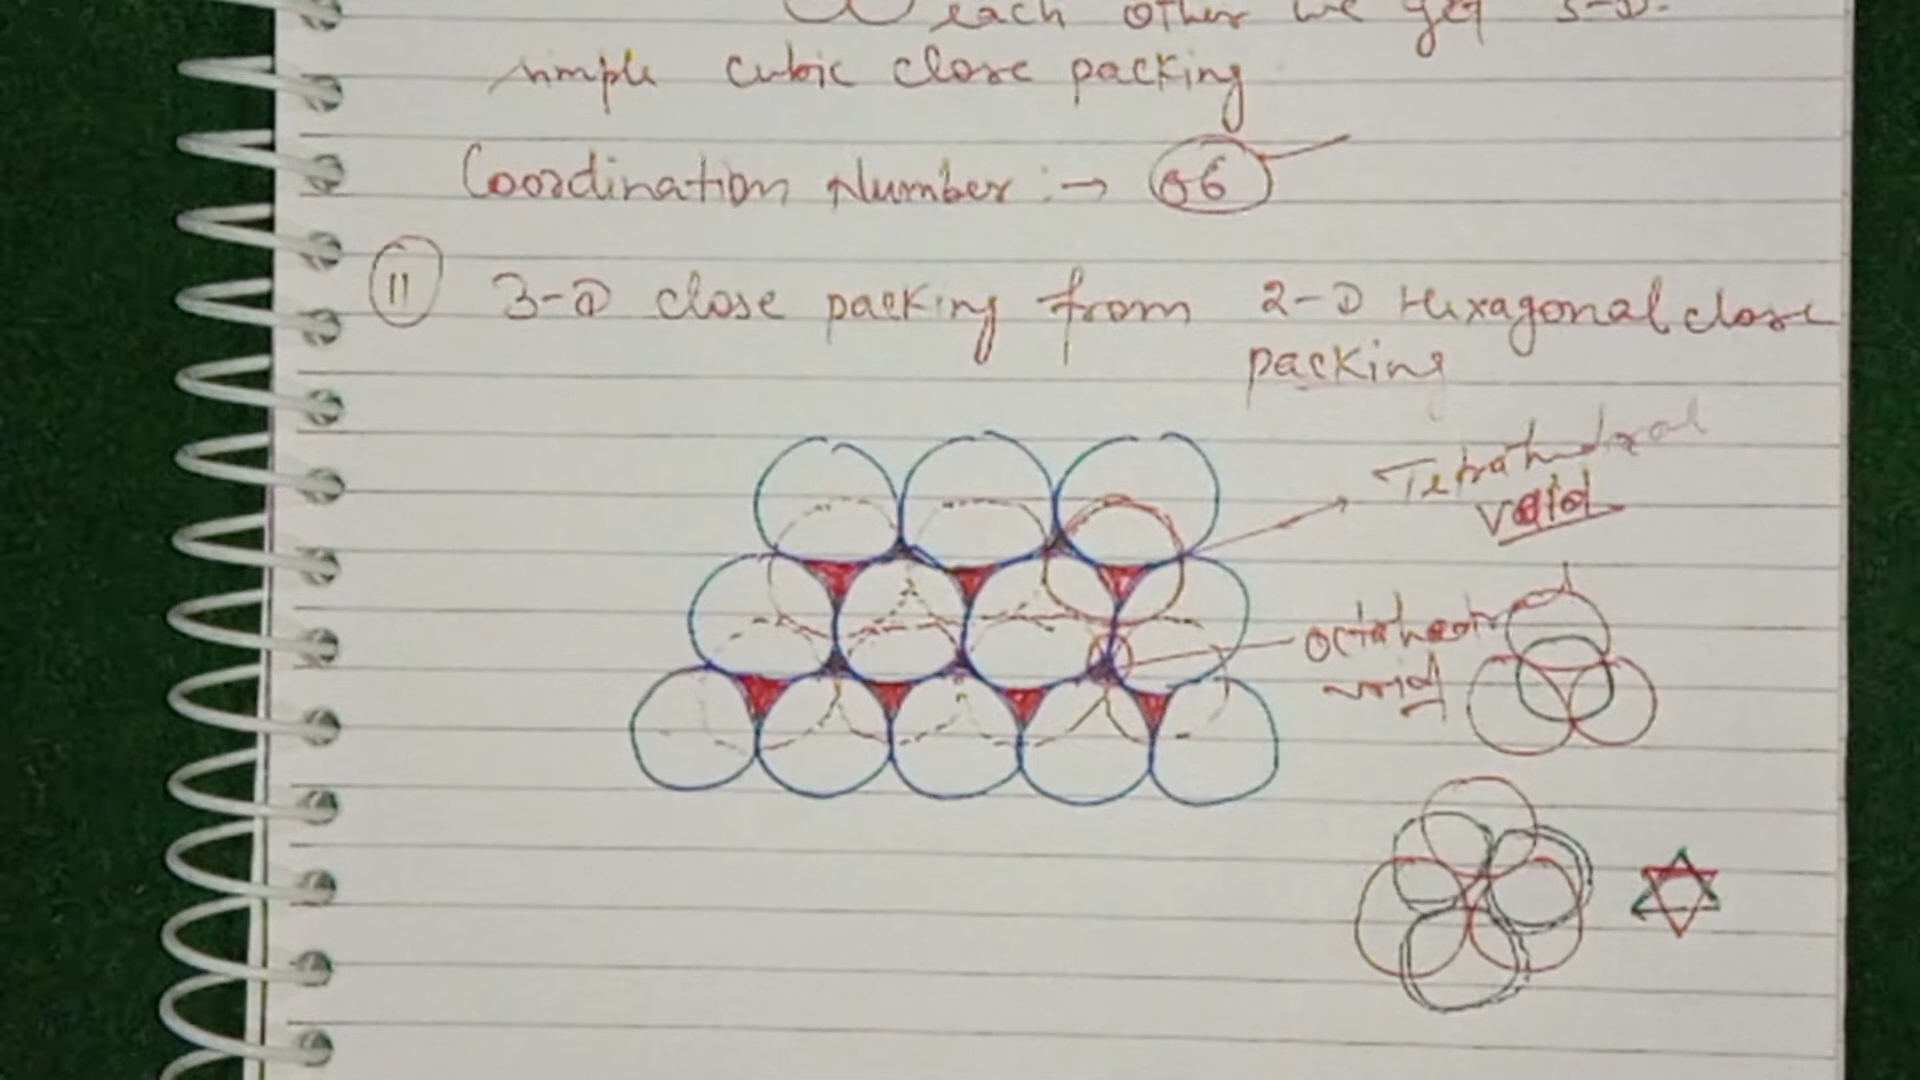 each other we get 3-D.
simple cubic close packing
Coordination Number :→ 06
II 3-D close packing from 2-D Hexagonal close
packing
Tetrahedral
void
octahedral
void